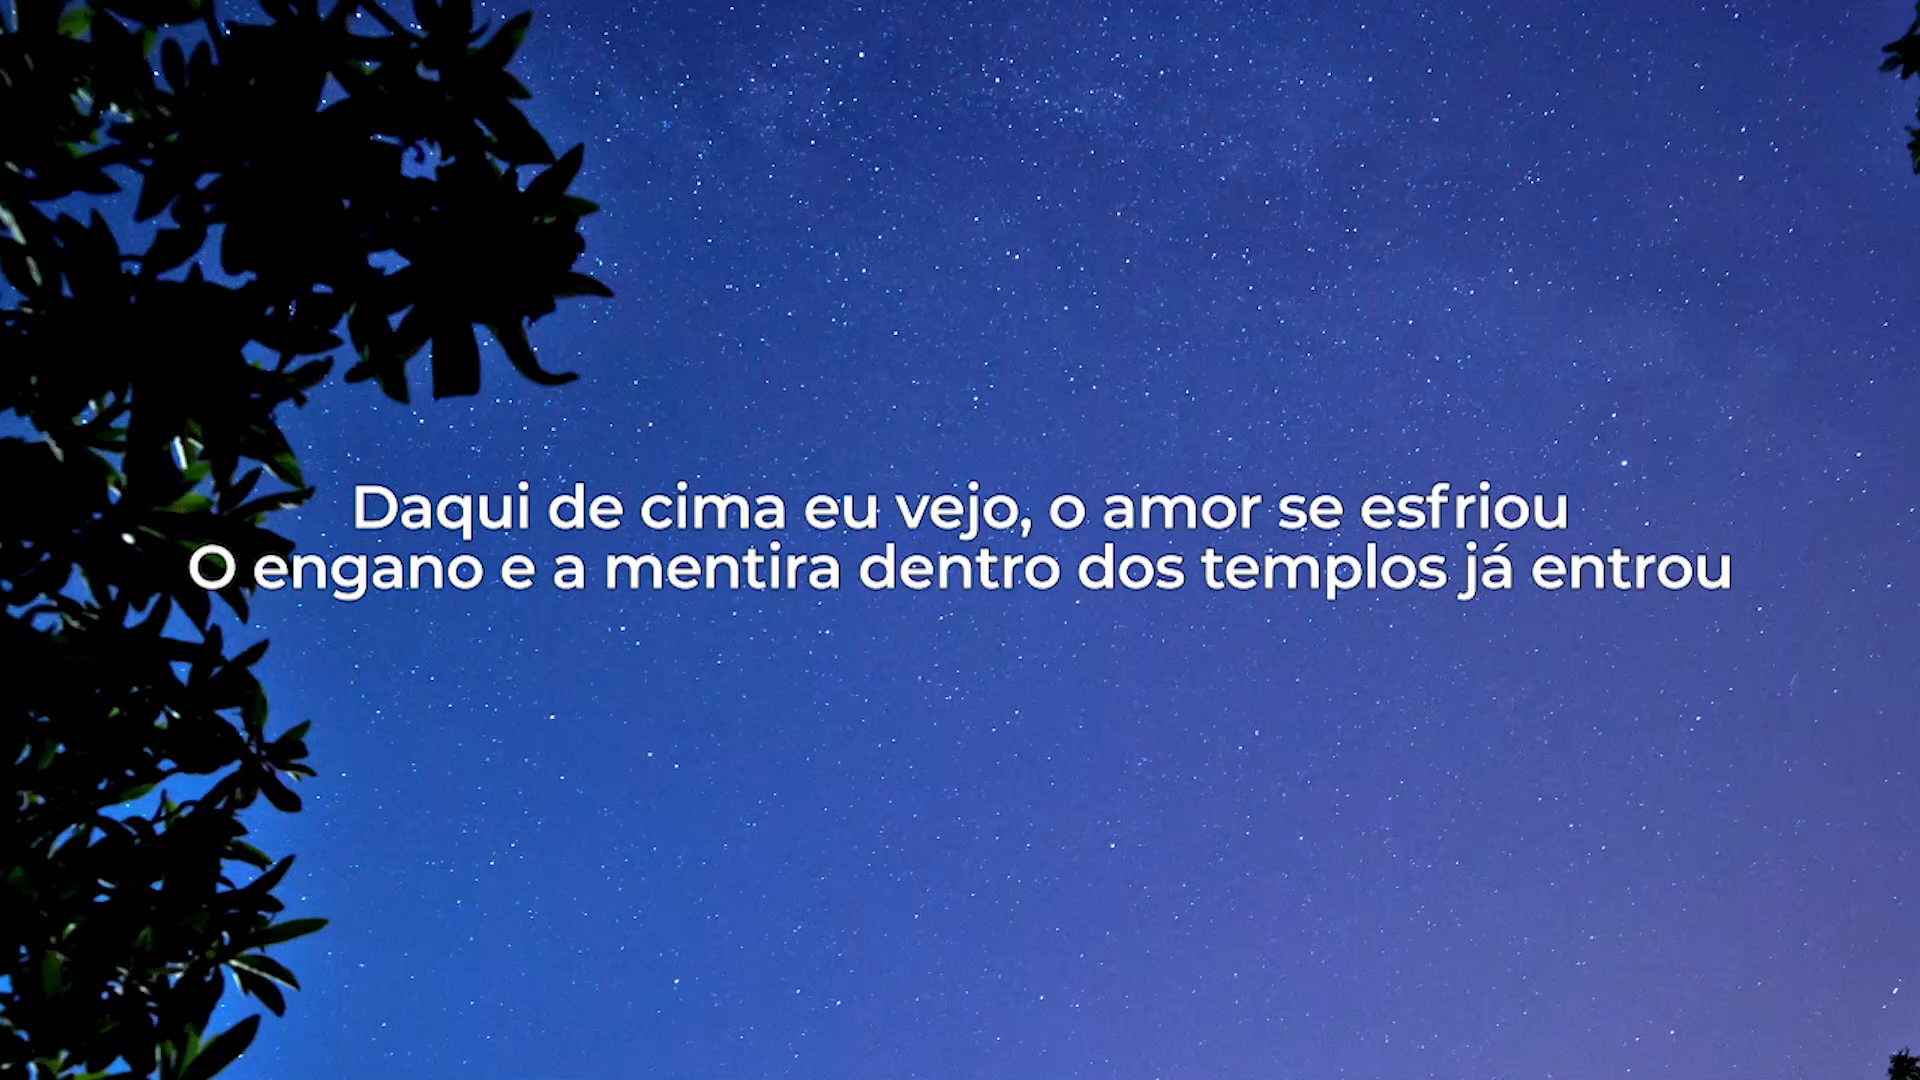 Daqui de cima eu vejo, o amor se esfriou
O engano e a mentira dentro dos templos já entrou